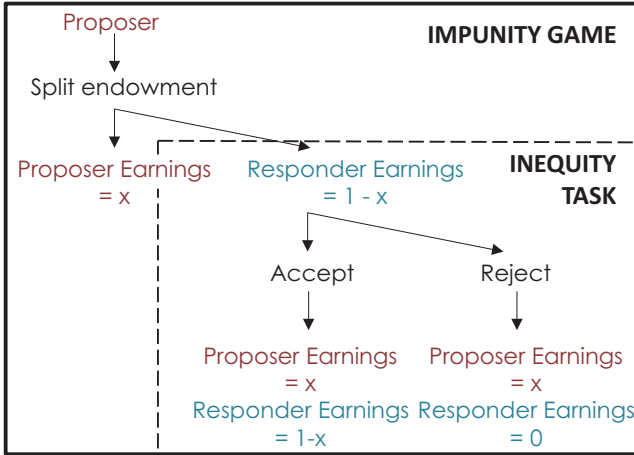 Proposer
IMPUNITY GAME
Split endowment
Proposer Earnings
= x
Responder Earnings
= 1 - x
INEQUITY
TASK
Accept
Reject
Proposer Earnings
= x
Responder Earnings
= 1-x
Proposer Earnings
= x
Responder Earnings
= 0